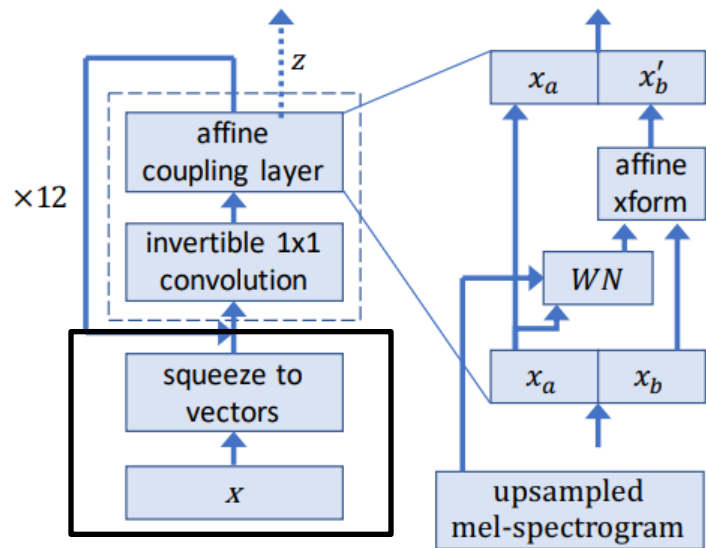 z
affine
coupling layer
×12
invertible 1x1
convolution
squeeze to
vectors
x
x_a
x_b′
affine
xform
WN
x_a
x_b
upsampled
mel-spectrogram